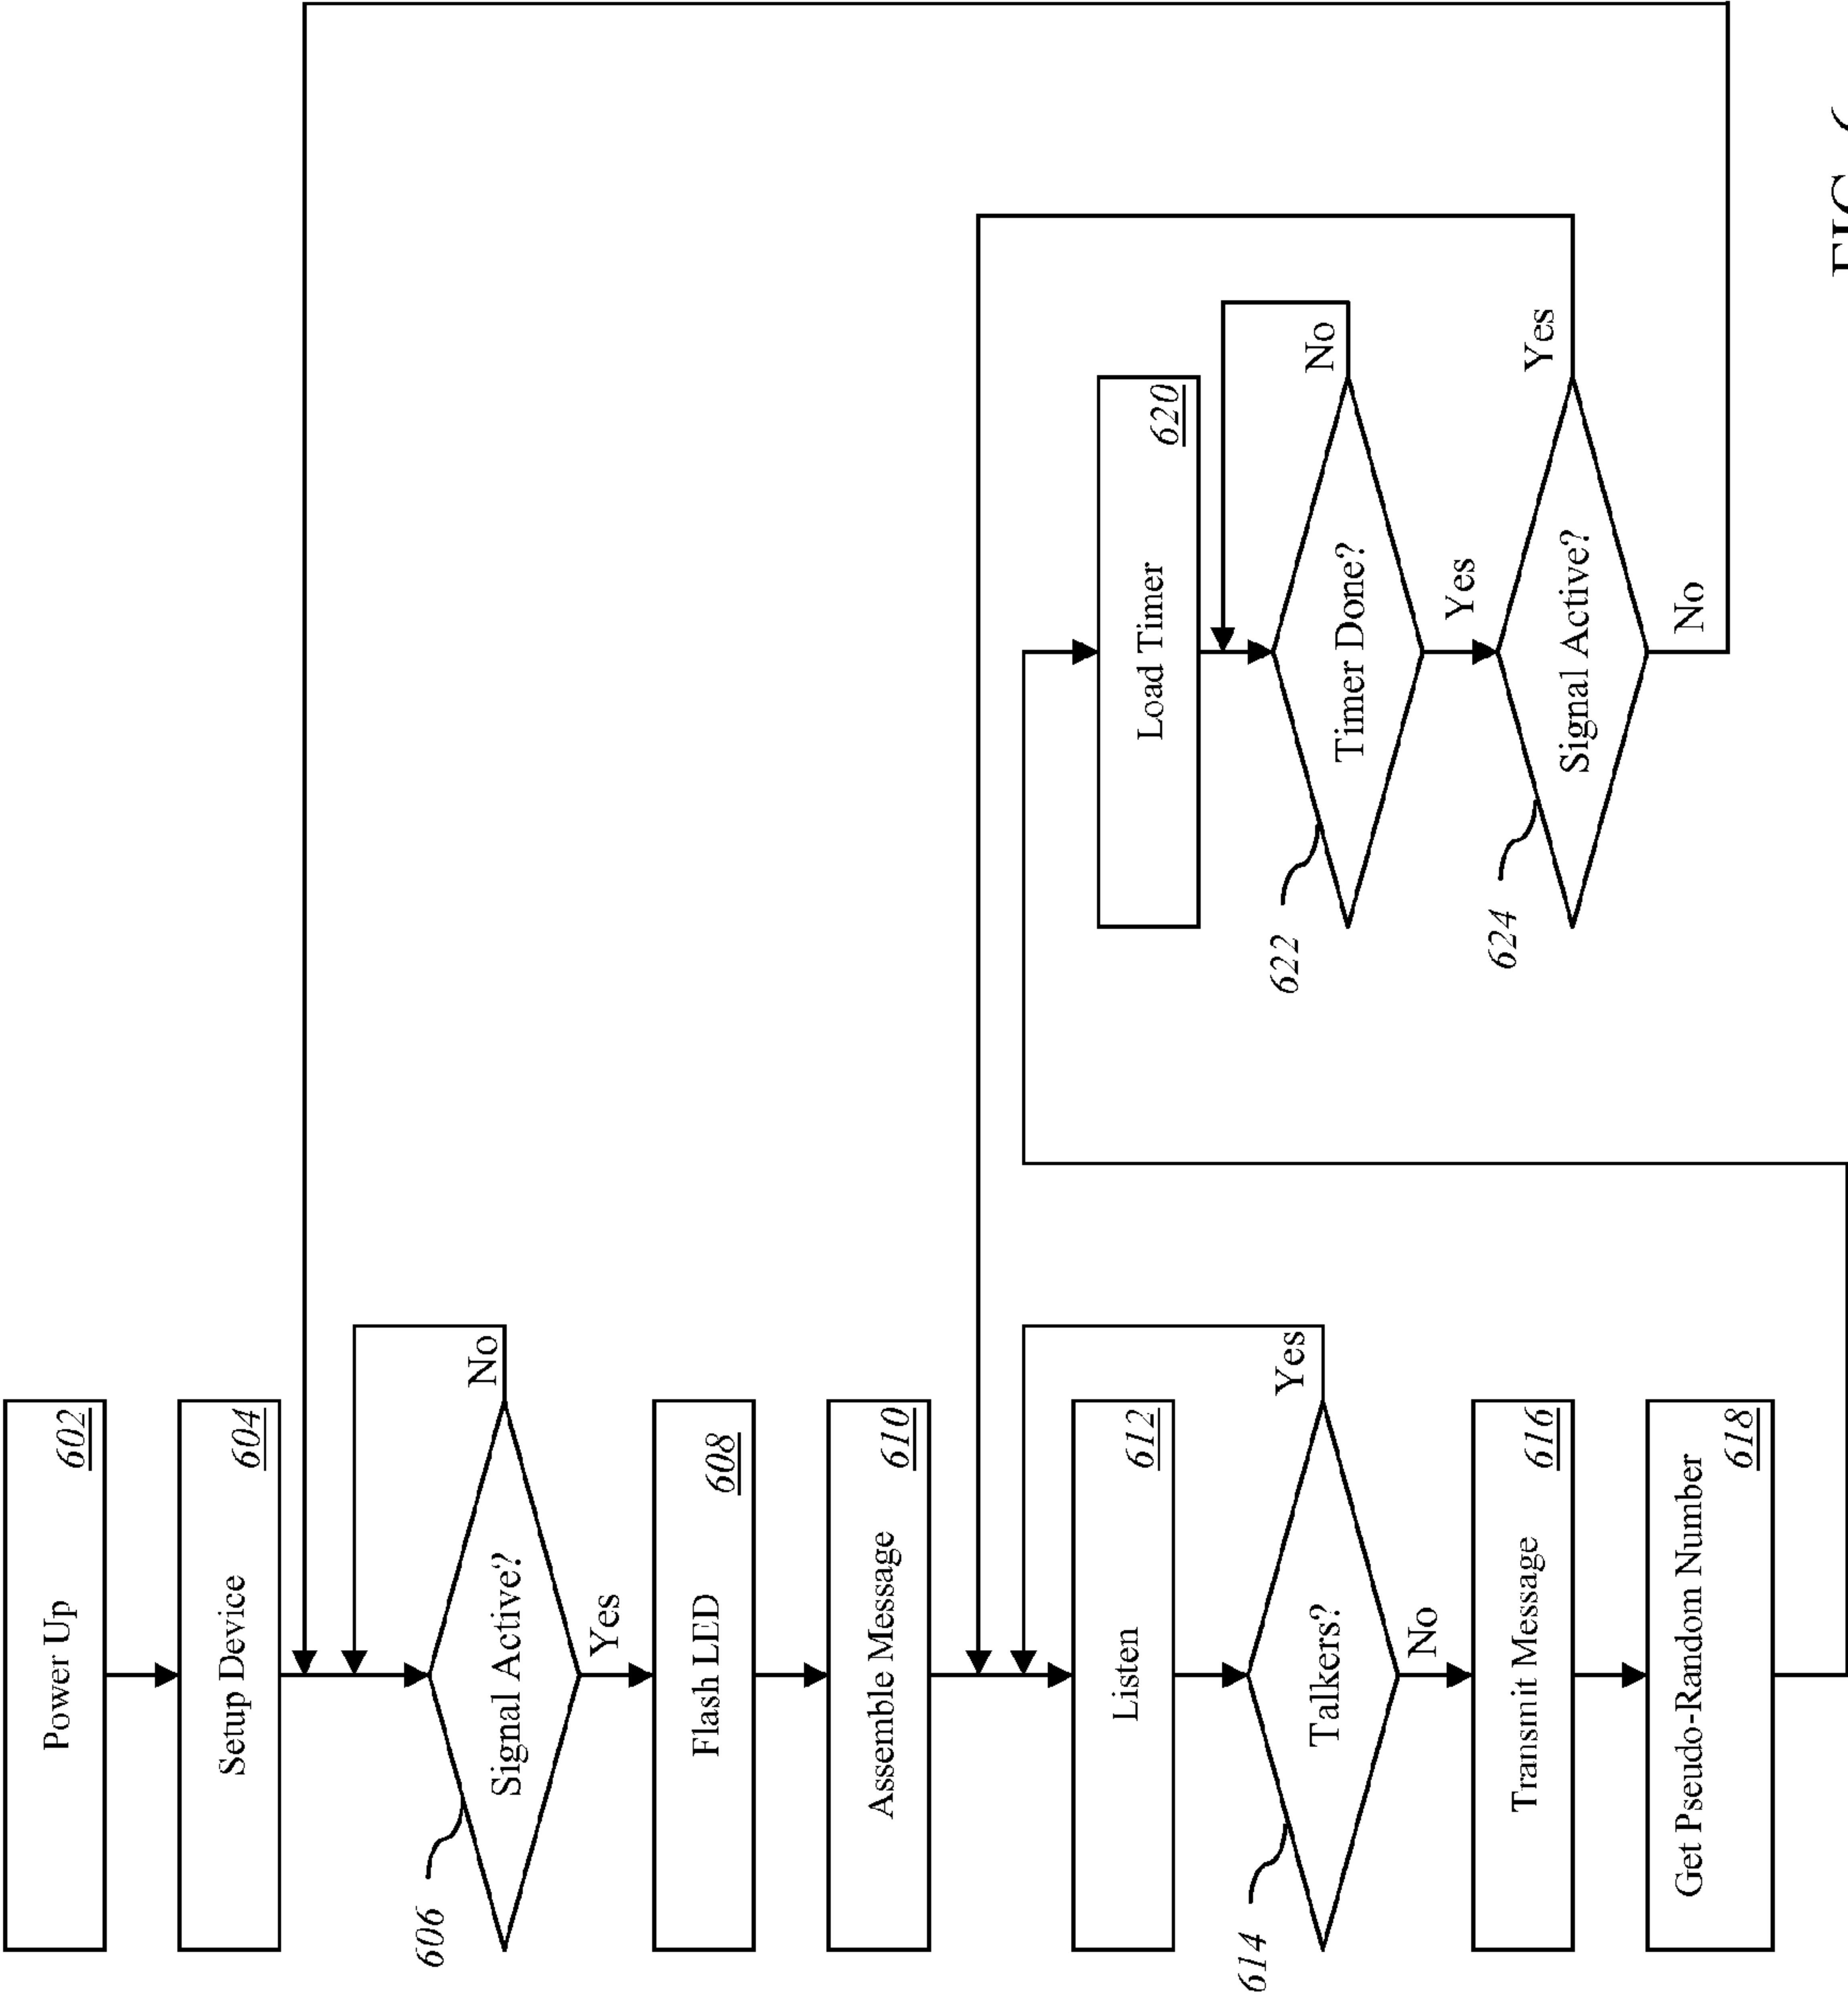 Power Up
602
Setup Device
604
606
Signal Active?
No
Yes
Flash LED
608
Assemble Message
610
Listen
612
614
Talkers?
Yes
No
Transmit Message
616
Get Pseudo-Random Number
618
Load Timer
620
622
Timer Done?
No
Yes
624
Signal Active?
Yes
No